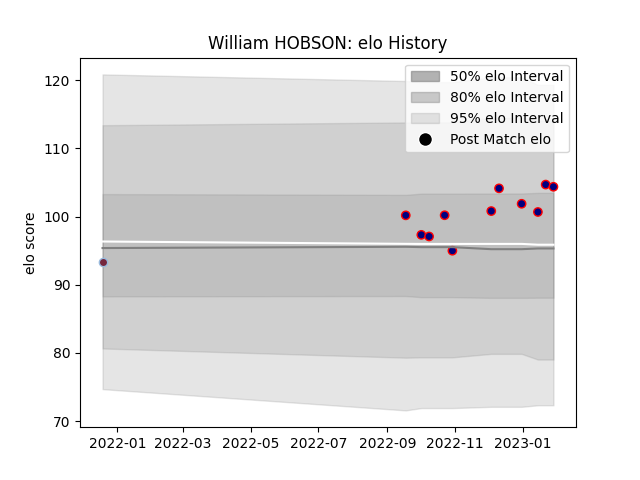 William HOBSON: elo History
50% elo Interval
80% elo Interval
95% elo Interval
Post Match elo
elo score
120
110
100
90
80
70
2022-01 2022-03 2022-05 2022-07 2022-09 2022-11 2023-01